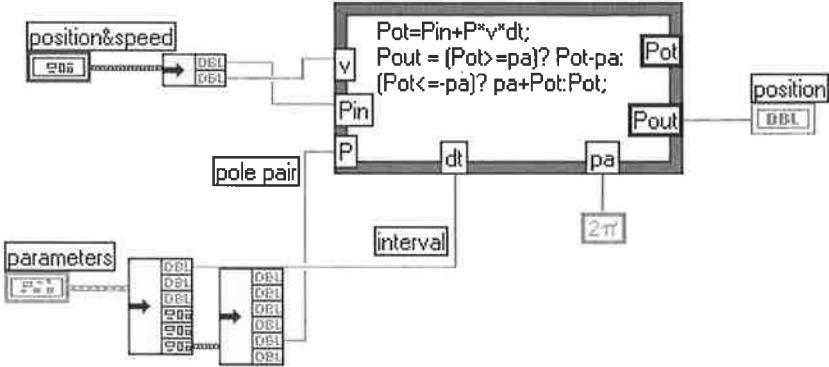 position&speed
DBL
DBL
Pot=Pin+P*v*dt;
Pout = (Pot>=pa)? Pot-pa:
(Pot<=-pa)? pa+Pot:Pot;
v
Pin
P
Pot
Pout
dt
pa
position
DBL
pole pair
interval
2π
parameters
DBL
DBL
DBL
DBL
DBL
DBL
DBL
DBL
DBL